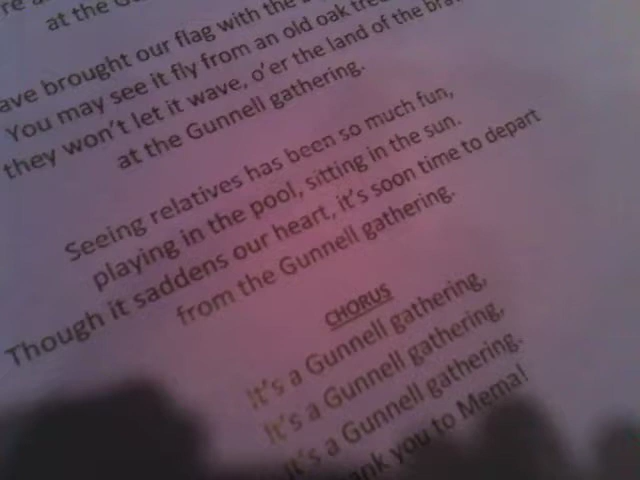 at the
ave brought our flag with the
You may see it fly from an old oak tree
they won't let it wave, o'er the land of the bra
at the Gunnell gathering.
Seeing relatives has been so much fun,
playing in the pool, sitting in the sun.
Though it saddens our heart, it's soon time to depart
from the Gunnell gathering.
CHORUS
It's a Gunnell gathering,
It's a Gunnell gathering,
It's a Gunnell gathering.
ank you to Mema!